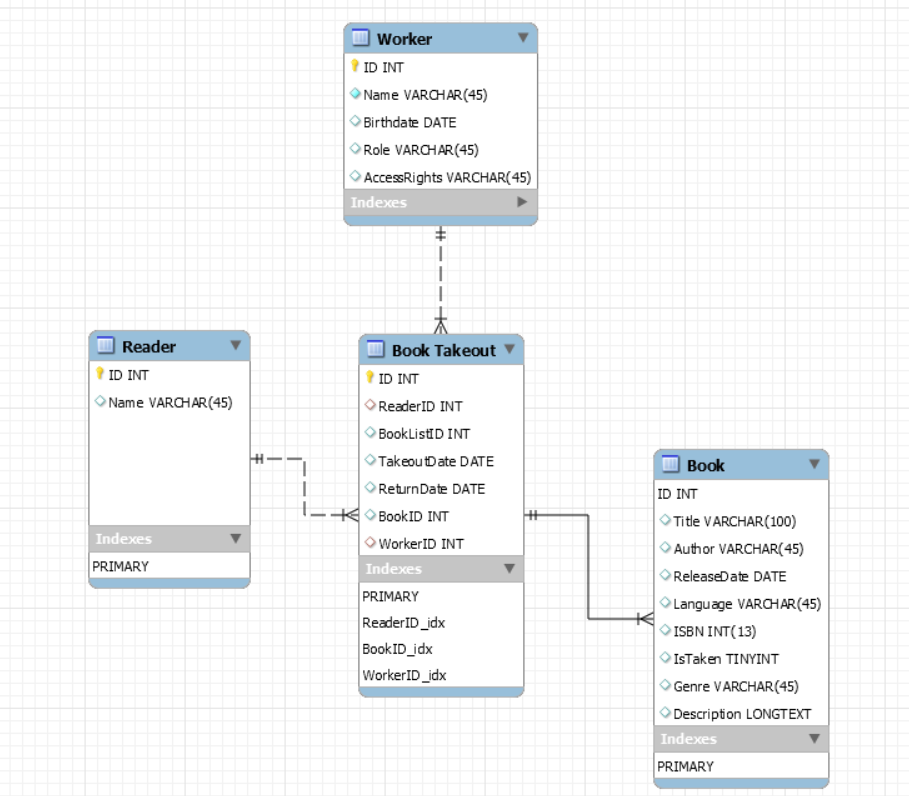 Worker
ID INT
Name VARCHAR(45)
Birthdate DATE
Role VARCHAR(45)
AccessRights VARCHAR(45)
Indexes
Reader
ID INT
Name VARCHAR(45)
Indexes
PRIMARY
Book Takeout
ID INT
ReaderID INT
BookListID INT
TakeoutDate DATE
ReturnDate DATE
BookID INT
WorkerID INT
Indexes
PRIMARY
ReaderID_idx
BookID_idx
WorkerID_idx
Book
ID INT
Title VARCHAR(100)
Author VARCHAR(45)
ReleaseDate DATE
Language VARCHAR(45)
ISBN INT(13)
IsTaken TINYINT
Genre VARCHAR(45)
Description LONGTEXT
Indexes
PRIMARY